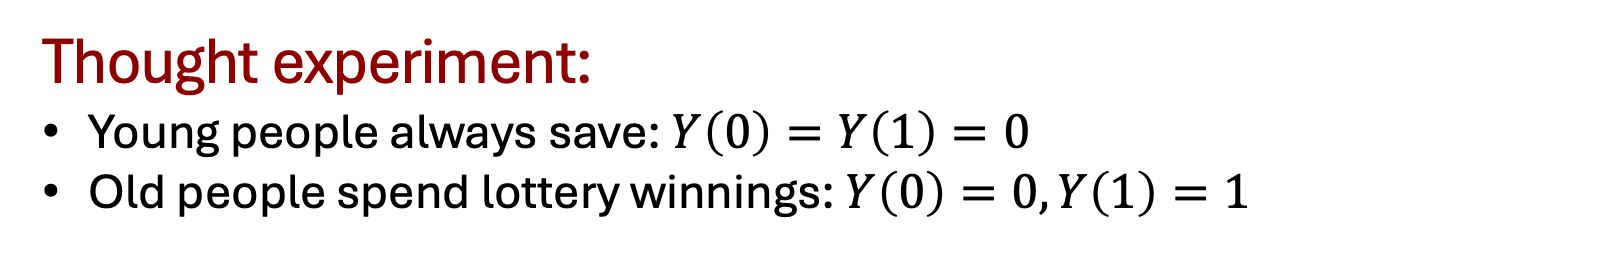 Thought experiment:
• Young people always save: Y(0) = Y(1) = 0
• Old people spend lottery winnings: Y(0) = 0, Y(1) = 1